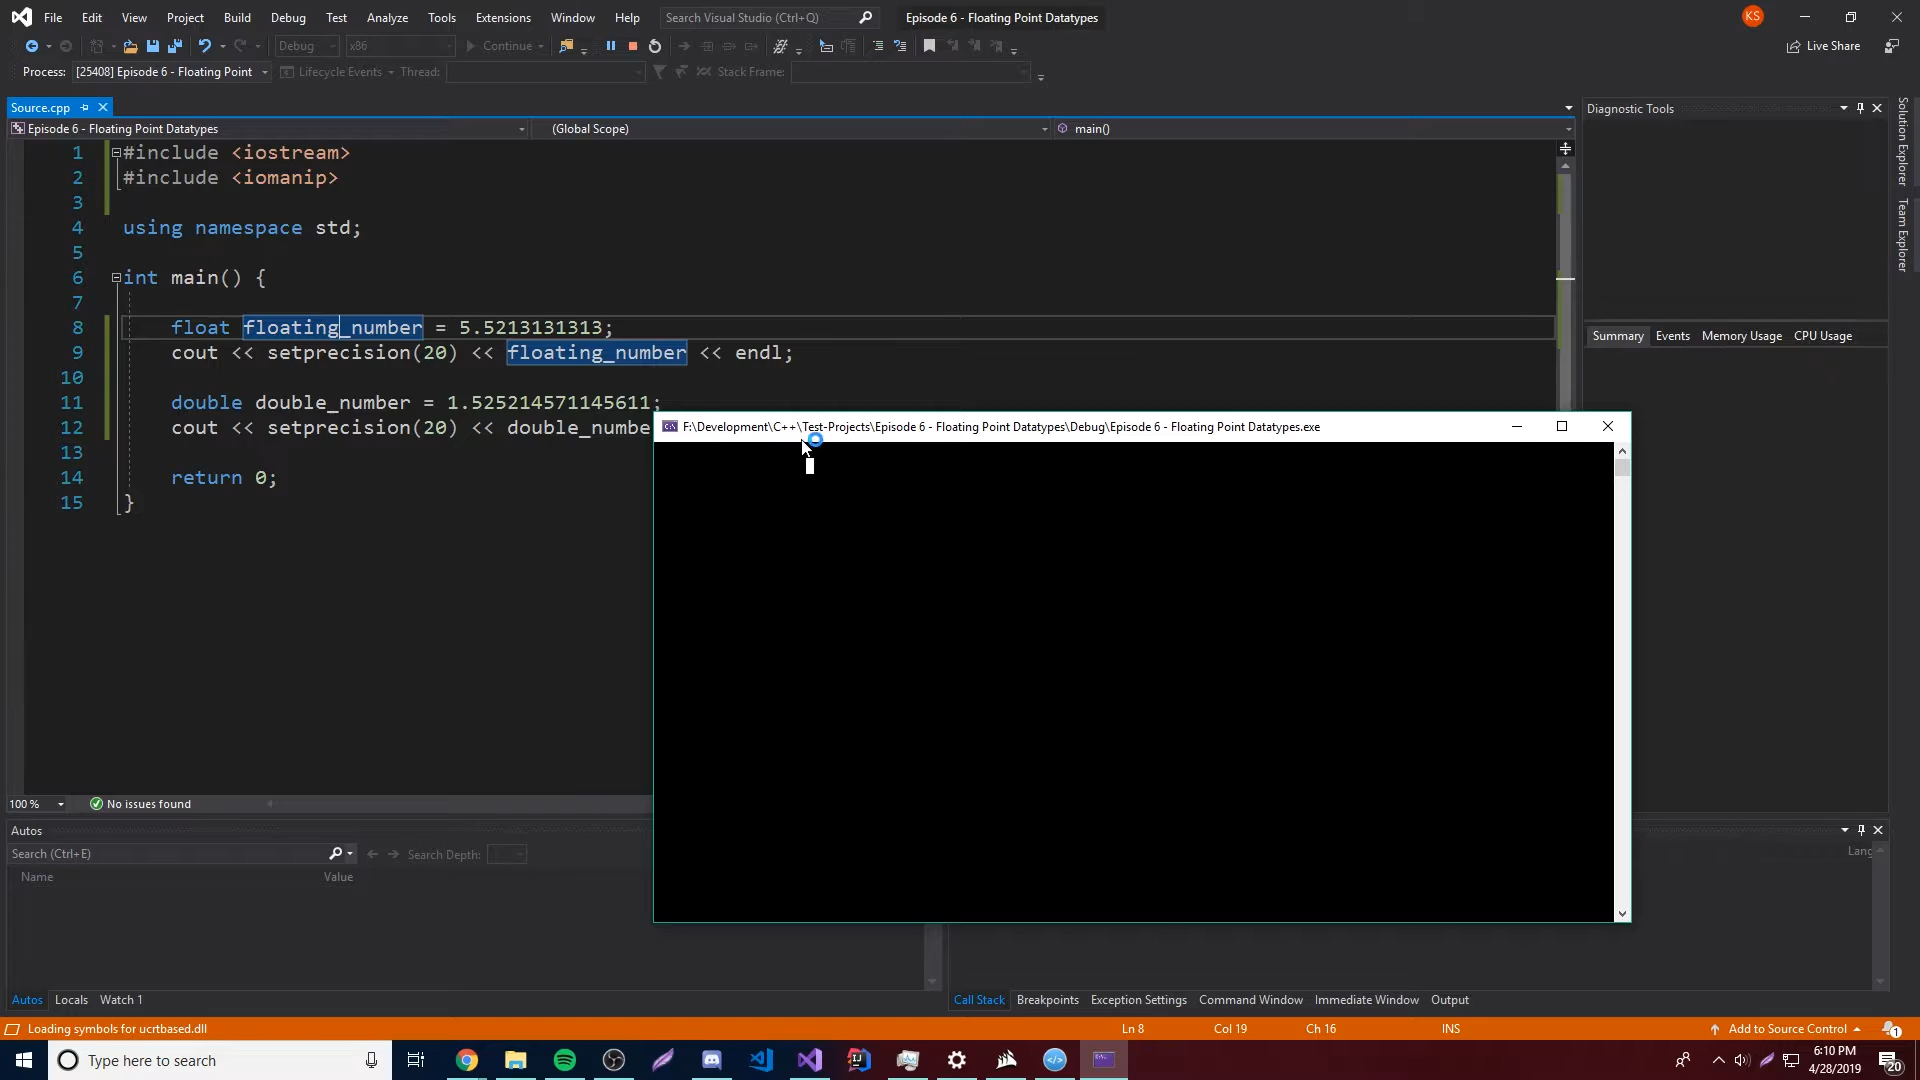 File Edit View Project Build Debug Test Analyze Tools Extensions Window Help Search Visual Studio (Ctrl+Q) Episode 6 - Floating Point Datatypes KS
Debug x86 Continue Live Share
Process: [25408] Episode 6 - Floating Point Lifecycle Events Thread: Stack Frame:
Source.cpp
Episode 6 - Floating Point Datatypes (Global Scope) main()
1 #include <iostream>
2 #include <iomanip>
3
4 using namespace std;
5
6 int main() {
7
8 float floating_number = 5.5213131313;
9 cout << setprecision(20) << floating_number << endl;
10
11 double double_number = 1.525214571145611;
12 cout << setprecision(20) << double_numbe
13
14 return 0;
15 }
F:\Development\C++\Test-Projects\Episode 6 - Floating Point Datatypes\Debug\Episode 6 - Floating Point Datatypes.exe
Diagnostic Tools
Summary Events Memory Usage CPU Usage
Solution Explorer
Team Explorer
100 % No issues found
Autos
Search (Ctrl+E) Search Depth:
Name Value
Lang
Autos Locals Watch 1
Call Stack Breakpoints Exception Settings Command Window Immediate Window Output
Loading symbols for ucrtbased.dll Ln 8 Col 19 Ch 16 INS Add to Source Control 1
Type here to search
6:10 PM
4/28/2019
20